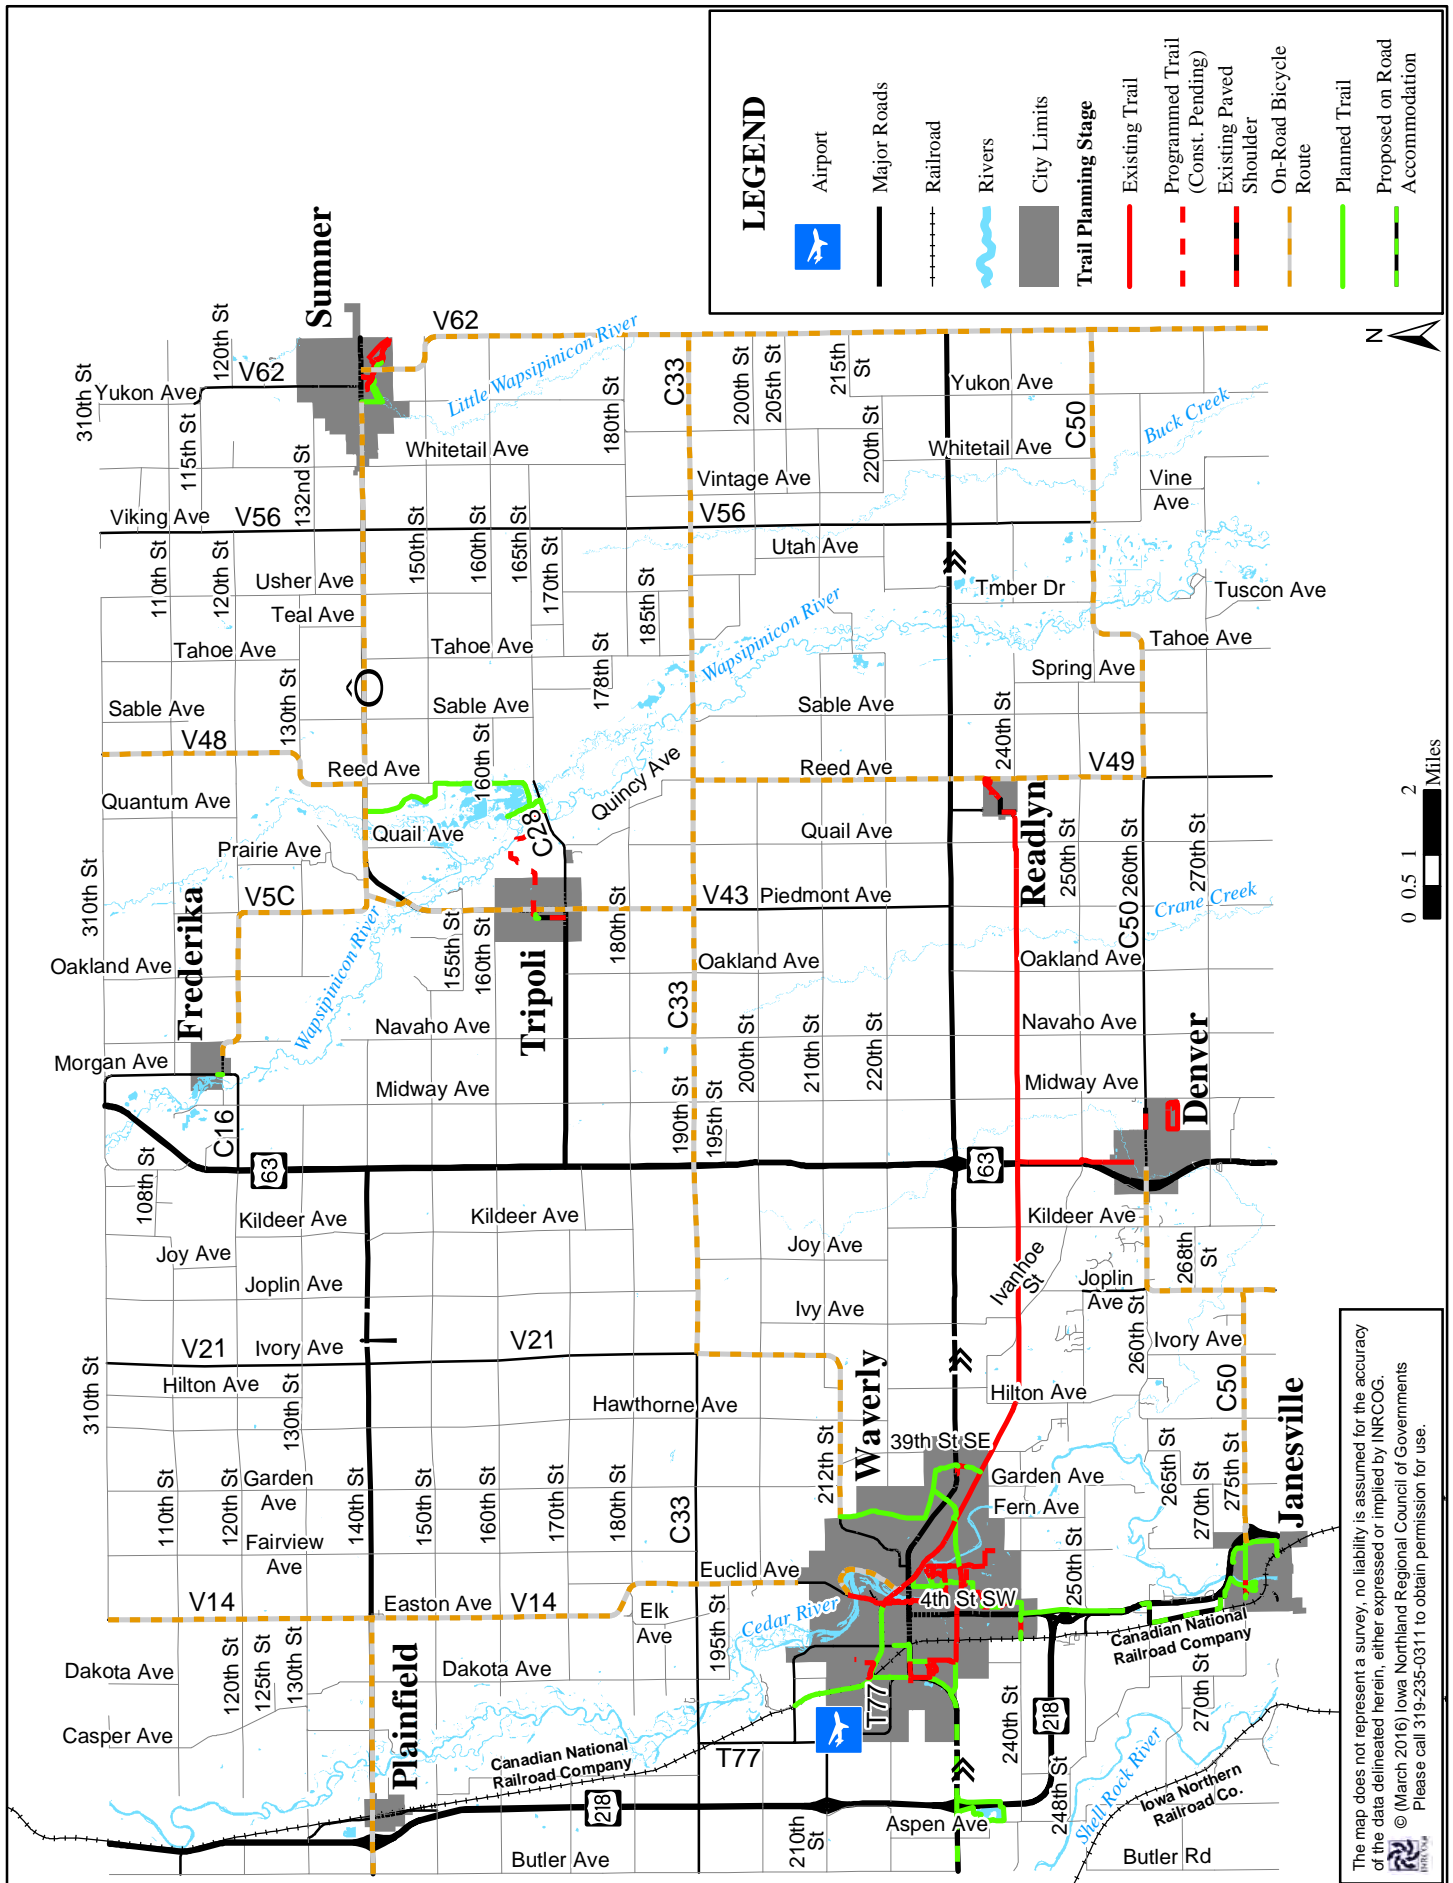 310th St
Yukon Ave
120th St
V62
Sumner
115th St
132nd St
Whitetail Ave
Little Wapsipinicon River
V62
180th St
C33
200th St
205th St
215th
St
220th St
Yukon Ave
Whitetail Ave
C50
Buck Creek
Vine
Ave
Viking Ave
V56
110th St
120th St
Usher Ave
Teal Ave
150th St
160th St
165th St
170th St
185th St
Vintage Ave
V56
Utah Ave
Tmber Dr
Tuscon Ave
Tahoe Ave
Tahoe Ave
178th St
Wapsipinicon River
Spring Ave
Tahoe Ave
Sable Ave
130th St
Sable Ave
Sable Ave
240th St
V48
Reed Ave
160th St
Quincy Ave
Reed Ave
V49
Quantum Ave
Quail Ave
C28
Quail Ave
Readlyn
250th St
260th St
270th St
Prairie Ave
310th St
Frederika
V5C
155th St
160th St
180th St
V43
Piedmont Ave
C50
Crane Creek
Oakland Ave
Wapsipinicon River
Tripoli
C33
Oakland Ave
Oakland Ave
Morgan Ave
Navaho Ave
200th St
210th St
220th St
Navaho Ave
Denver
Midway Ave
190th St
195th St
Midway Ave
C16
63
63
108th St
Kildeer Ave
Kildeer Ave
Kildeer Ave
Joy Ave
Joy Ave
Ivanhoe
St
268th
St
Joplin Ave
Joplin
Ave
Ivy Ave
310th St
V21
Ivory Ave
V21
260th St
Ivory Ave
Hilton Ave
130th St
Waverly
Hilton Ave
C50
Janesville
Hawthorne Ave
39th St SE
110th St
120th St
Garden
Ave
140th St
150th St
160th St
170th St
180th St
C33
212th St
Garden Ave
Fern Ave
265th St
270th St
275th St
Fairview
Ave
Euclid Ave
250th St
V14
Easton Ave
V14
Elk
Ave
195th St
Cedar River
4th St SW
Canadian National
Railroad Company
Dakota Ave
120th St
125th St
130th St
Plainfield
Dakota Ave
T77
240th St
218
270th St
Casper Ave
Canadian National
Railroad Company
T77
218
210th
St
Aspen Ave
248th St
Shell Rock River
Iowa Northern
Railroad Co.
Butler Ave
Butler Rd
LEGEND
Airport
Major Roads
Railroad
Rivers
City Limits
Trail Planning Stage
Existing Trail
Programmed Trail
(Const. Pending)
Existing Paved
Shoulder
On-Road Bicycle
Route
Planned Trail
Proposed on Road
Accommodation
N
0 0.5 1 2
Miles
The map does not represent a survey, no liability is assumed for the accuracy
of the data delineated herein, either expressed or implied by INRCOG.
© (March 2016) Iowa Northland Regional Council of Governments
Please call 319-235-0311 to obtain permission for use.
INRCOG